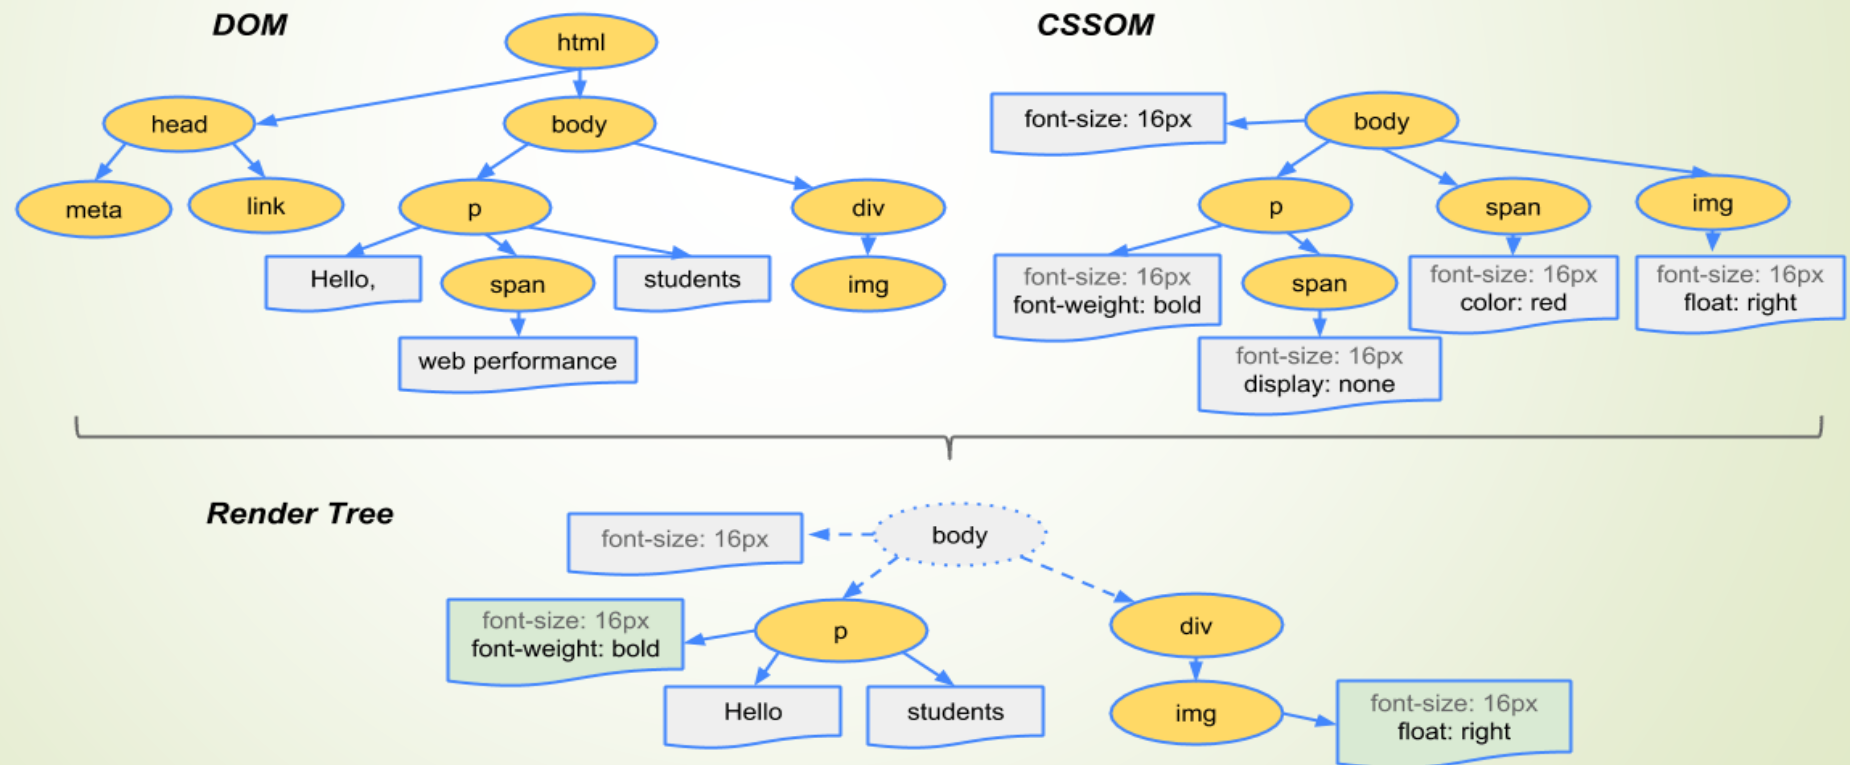 DOM
html
head
body
meta
link
p
div
Hello,
span
students
img
web performance
CSSOM
font-size: 16px
body
p
span
img
font-size: 16px
font-weight: bold
span
font-size: 16px
color: red
font-size: 16px
float: right
font-size: 16px
display: none
Render Tree
font-size: 16px
body
font-size: 16px
font-weight: bold
p
div
Hello
students
img
font-size: 16px
float: right